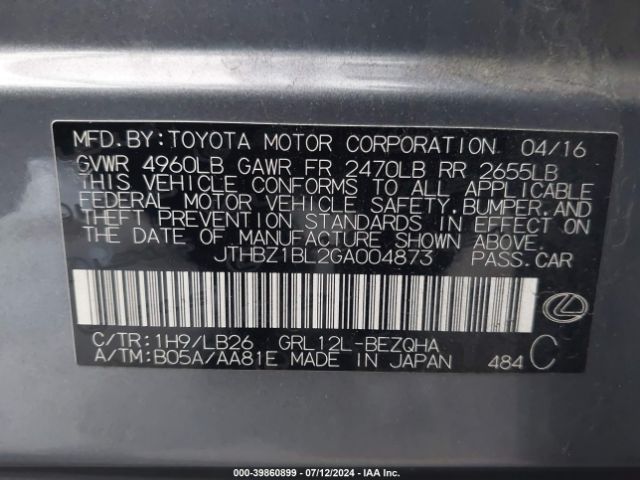 MFD.BY:TOYOTA MOTOR CORPORATION 04/16
GVWR 4960LB GAWR FR 2470LB RR 2655LB
THIS VEHICLE CONFORMS TO ALL APPLICABLE
FEDERAL MOTOR VEHICLE SAFETY,BUMPER,AND
THEFT PREVENTION STANDARDS IN EFFECT ON
THE DATE OF MANUFACTURE SHOWN ABOVE.
JTHBZ1BL2GA004873 PASS.CAR
C/TR:1H9/LB26 GRL12L-BEZQHA
A/TM:B05A/AA81E MADE IN JAPAN 484 C
000-39860899 - 07/12/2024 - IAAI.COM